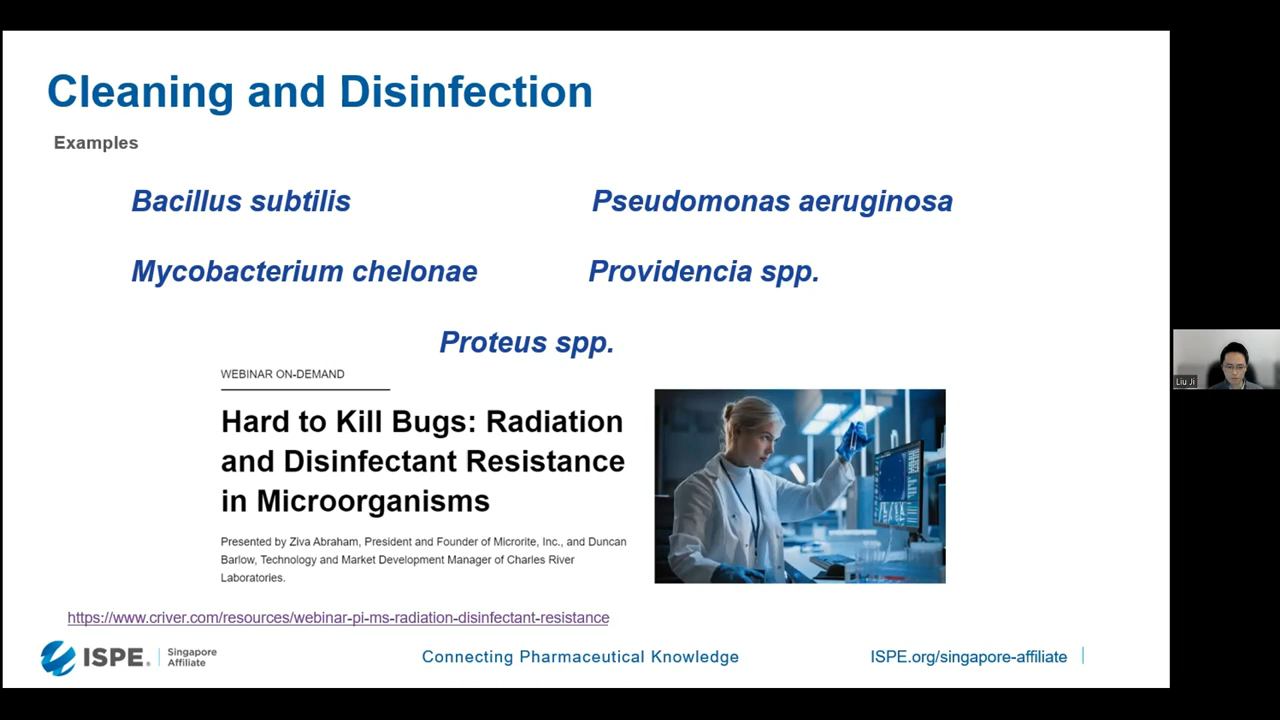 Cleaning and Disinfection
Examples
Bacillus subtilis
Pseudomonas aeruginosa
Mycobacterium chelonae
Providencia spp.
Proteus spp.
WEBINAR ON-DEMAND
Hard to Kill Bugs: Radiation
and Disinfectant Resistance
in Microorganisms
Presented by Ziva Abraham, President and Founder of Microrite, Inc., and Duncan
Barlow, Technology and Market Development Manager of Charles River
Laboratories.
https://www.criver.com/resources/webinar-pi-ms-radiation-disinfectant-resistance
ISPE.
Singapore
Affiliate
Connecting Pharmaceutical Knowledge
ISPE.org/singapore-affiliate
Liu Ji